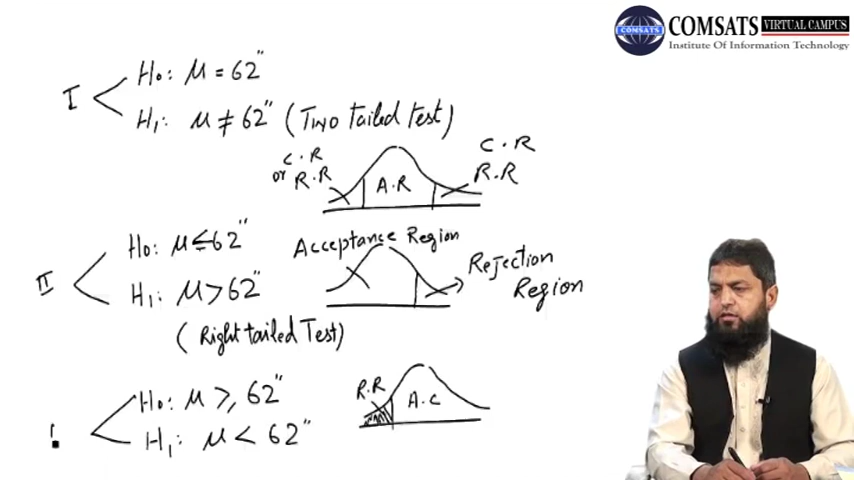 COMSATS
COMSATS VIRTUAL CAMPUS
Institute Of Information Technology
I
H₀: μ = 62"
H₁: μ ≠ 62" (Two tailed test)
C.R
or R.R
A.R
C.R
R.R
II
H₀: μ ≤ 62"
H₁: μ > 62"
(Right tailed Test)
Acceptance Region
Rejection
Region
H₀: μ ≥ 62"
H₁: μ < 62"
R.R
A.C